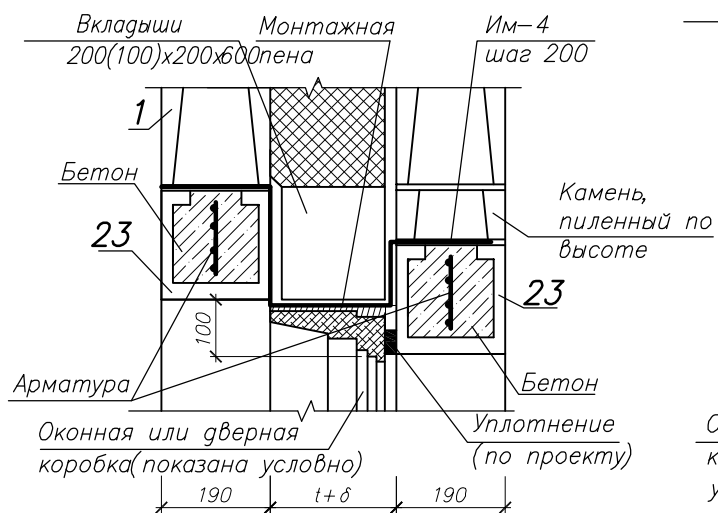 Вкладыши
200(100)х200х600
Монтажная
пена
Им-4
шаг 200
1
Бетон
23
Камень,
пиленный по
высоте
23
100
Арматура
Бетон
Оконная или дверная
коробка(показана условно)
Уплотнение
(по проекту)
190
t+δ
190